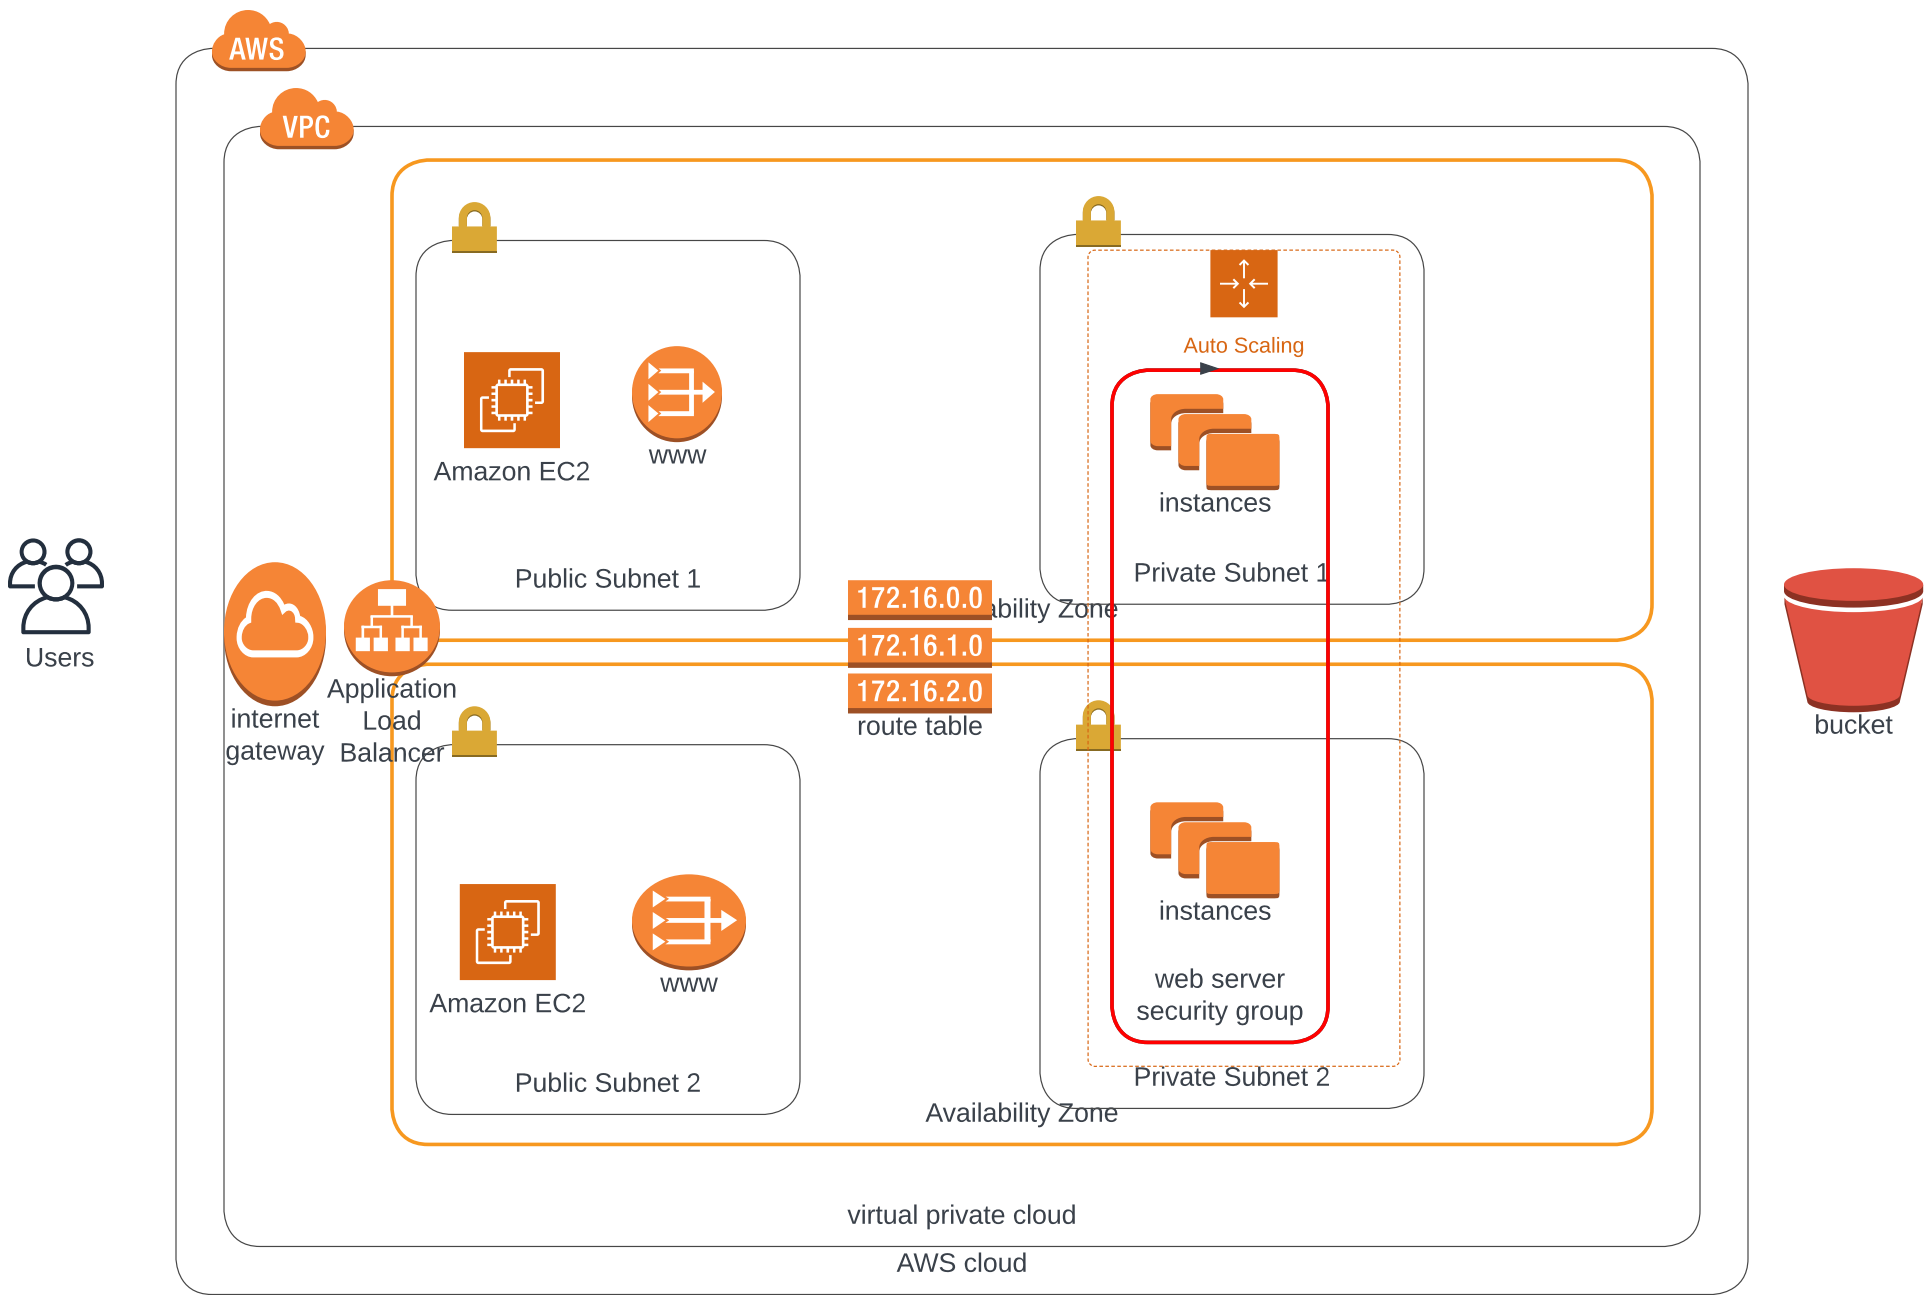 AWS
VPC
Auto Scaling
Amazon EC2
www
instances
Public Subnet 1
Private Subnet 1
172.16.0.0
ability Zone
172.16.1.0
172.16.2.0
route table
Users
internet
gateway
Application
Load
Balancer
bucket
instances
web server
security group
Amazon EC2
www
Public Subnet 2
Private Subnet 2
Availability Zone
virtual private cloud
AWS cloud